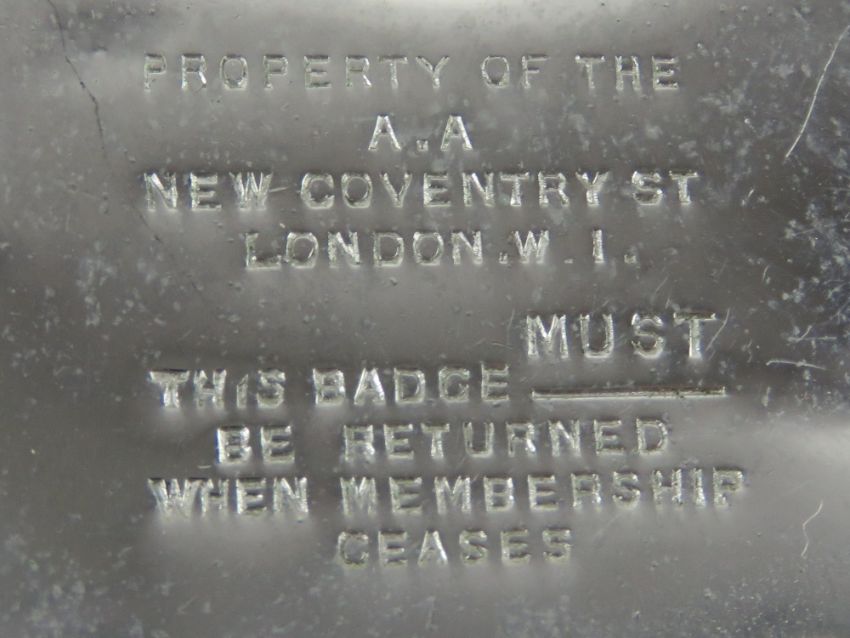 PROPERTY OF THE
A.A
NEW COVENTRY ST
LONDON.W.1.
MUST
THIS BADGE
BE RETURNED
WHEN MEMBERSHIP
CEASES